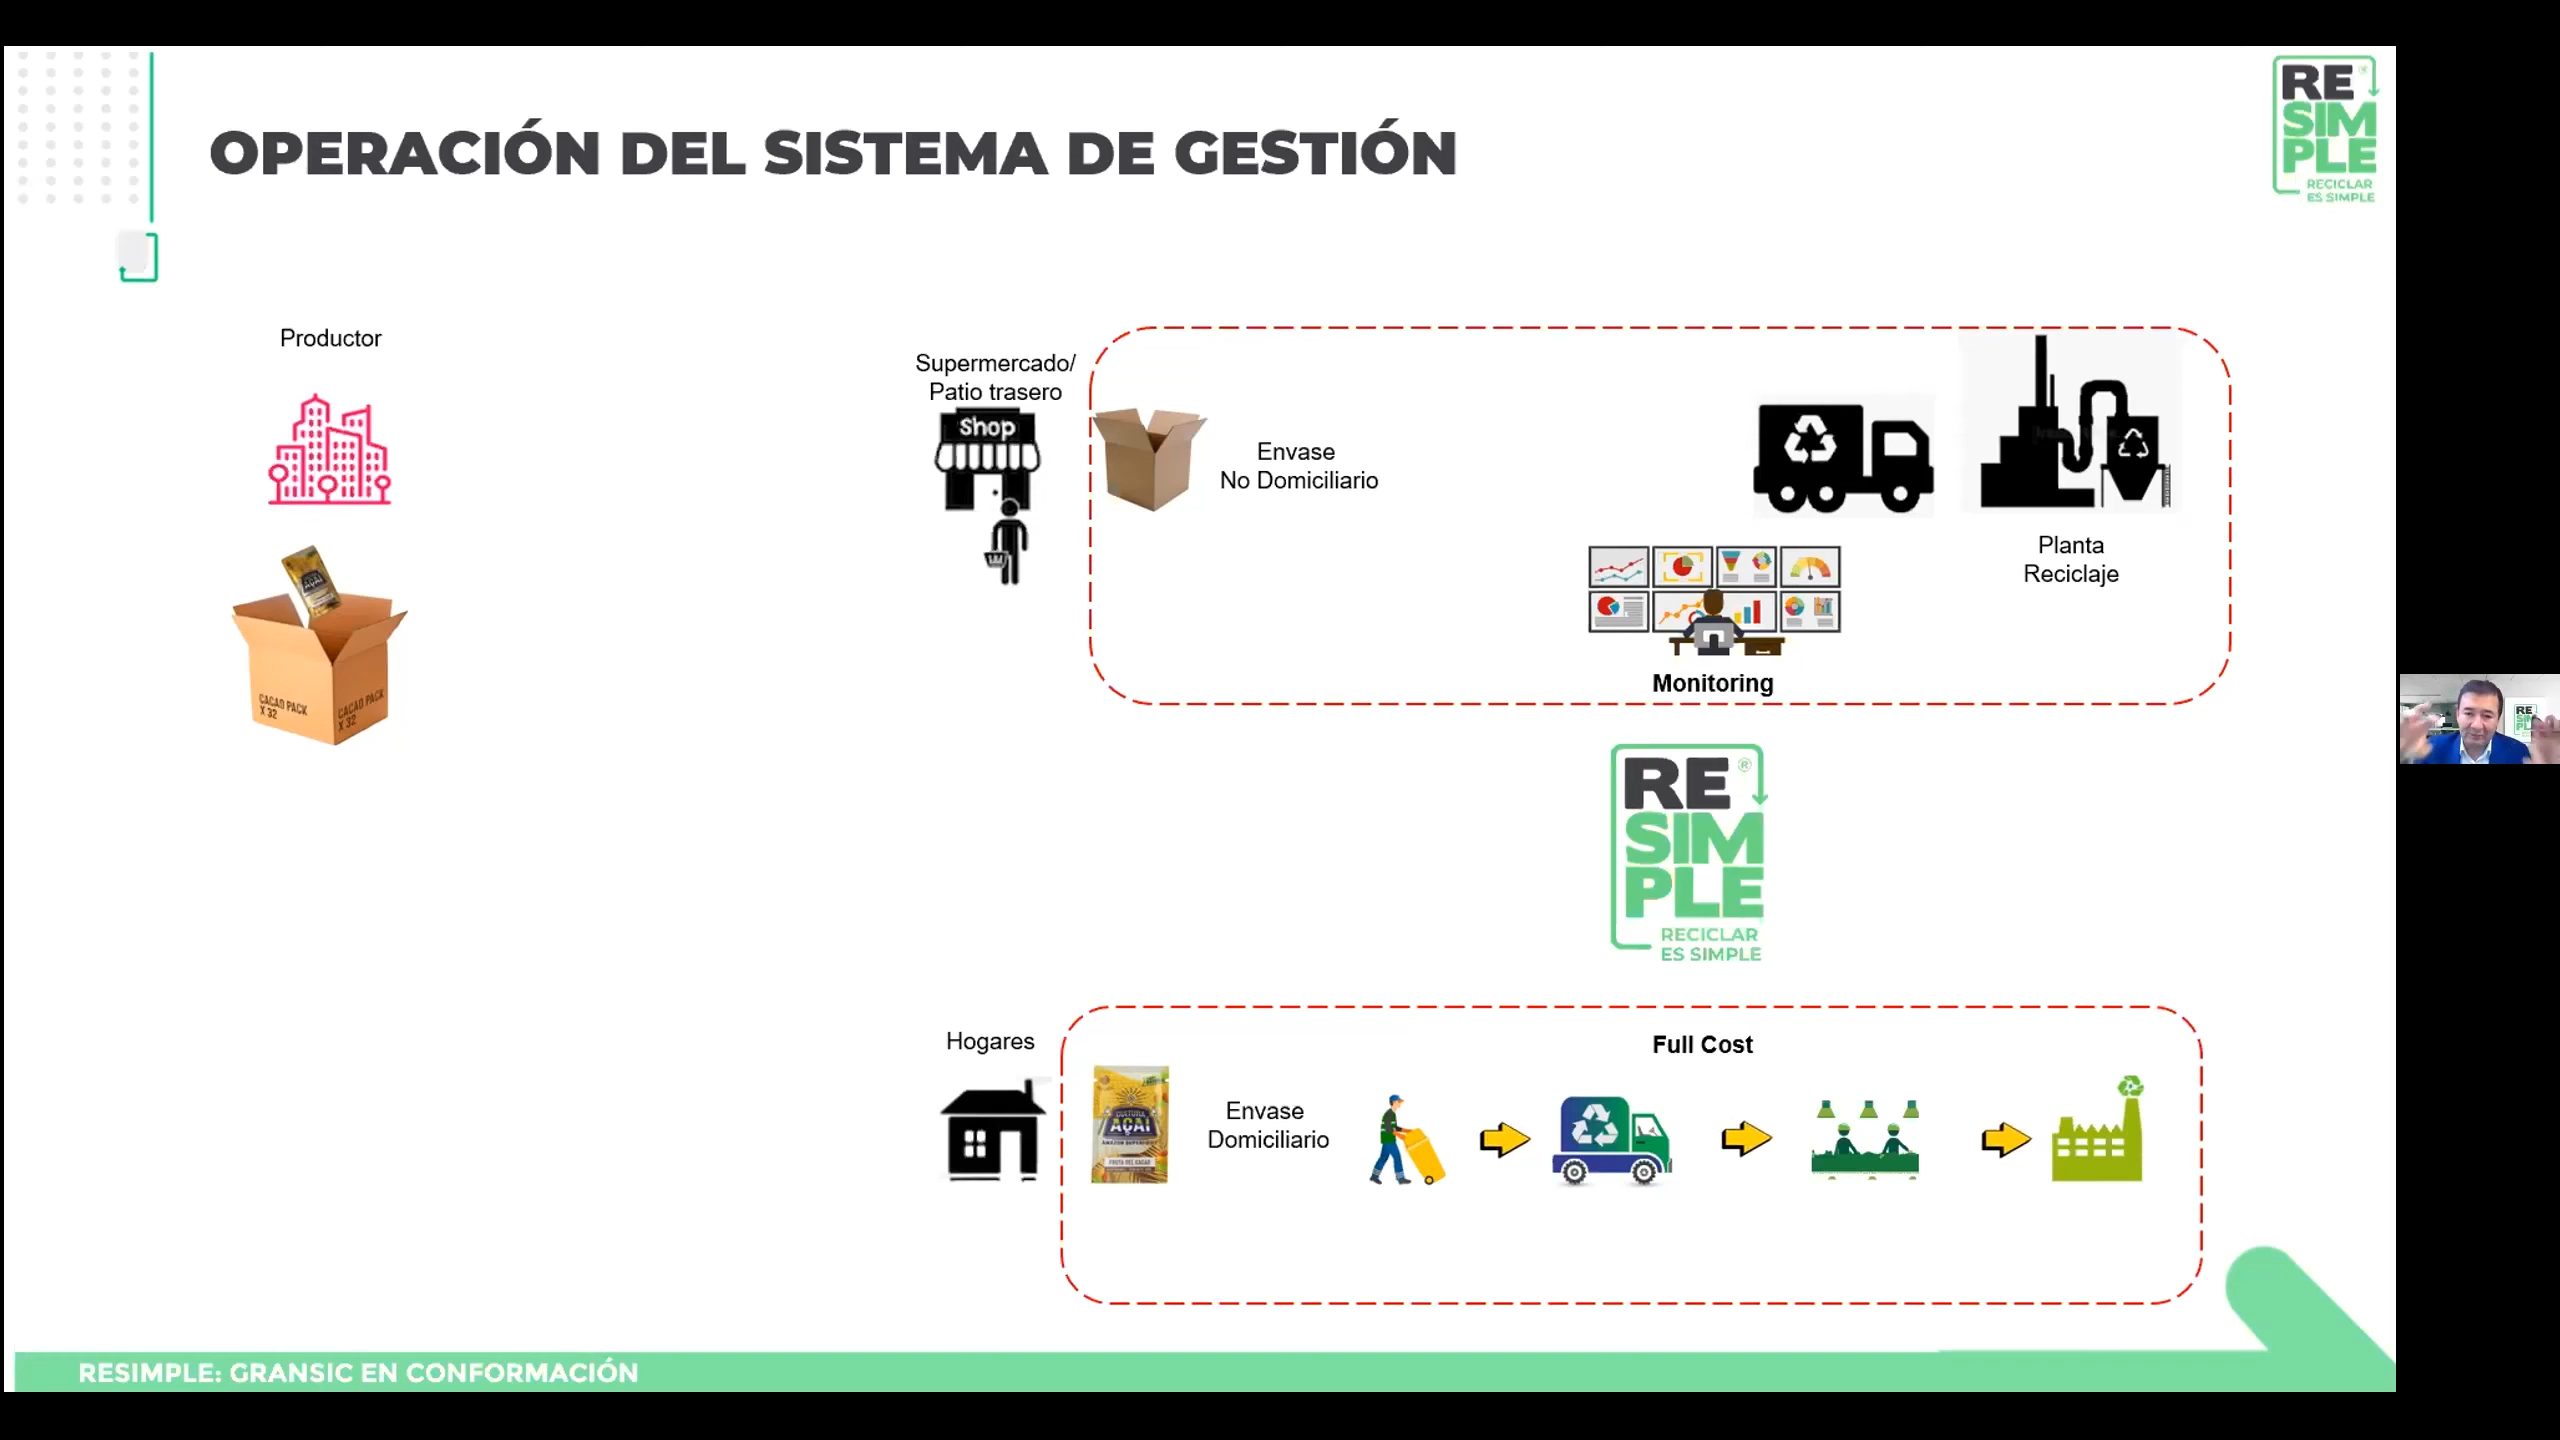 OPERACIÓN DEL SISTEMA DE GESTIÓN
RE
SIM
PLE
RECICLAR
ES SIMPLE
Productor
CACAO PACK
X 32
CACAO PACK
X 32
Supermercado/
Patio trasero
Shop
Envase
No Domiciliario
Planta
Reciclaje
Monitoring
RE®
SIM
PLE
RECICLAR
ES SIMPLE
Hogares
Full Cost
CULTURA
AÇAÍ
Envase
Domiciliario
RESIMPLE: GRANSIC EN CONFORMACIÓN